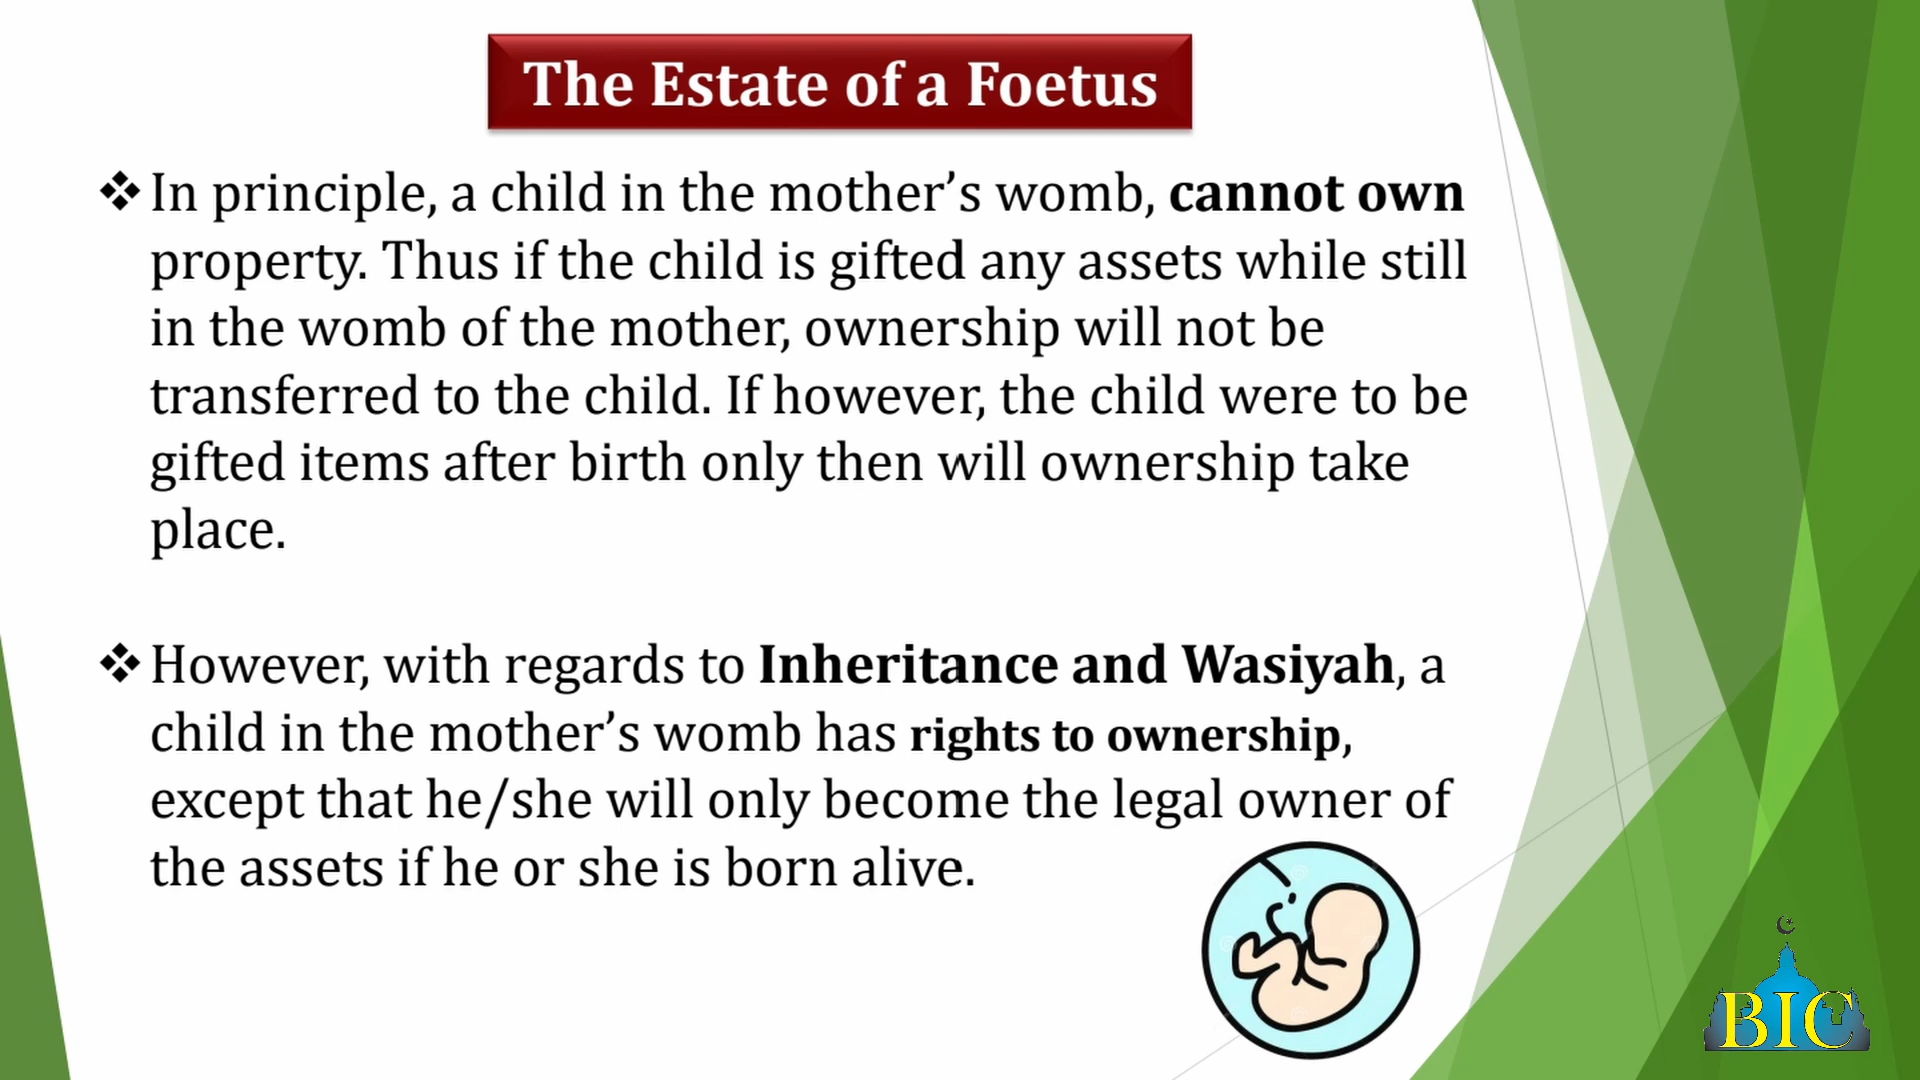 The Estate of a Foetus
❖In principle, a child in the mother’s womb, cannot own
property. Thus if the child is gifted any assets while still
in the womb of the mother, ownership will not be
transferred to the child. If however, the child were to be
gifted items after birth only then will ownership take
place.
❖However, with regards to Inheritance and Wasiyah, a
child in the mother’s womb has rights to ownership,
except that he/she will only become the legal owner of
the assets if he or she is born alive.
BIC